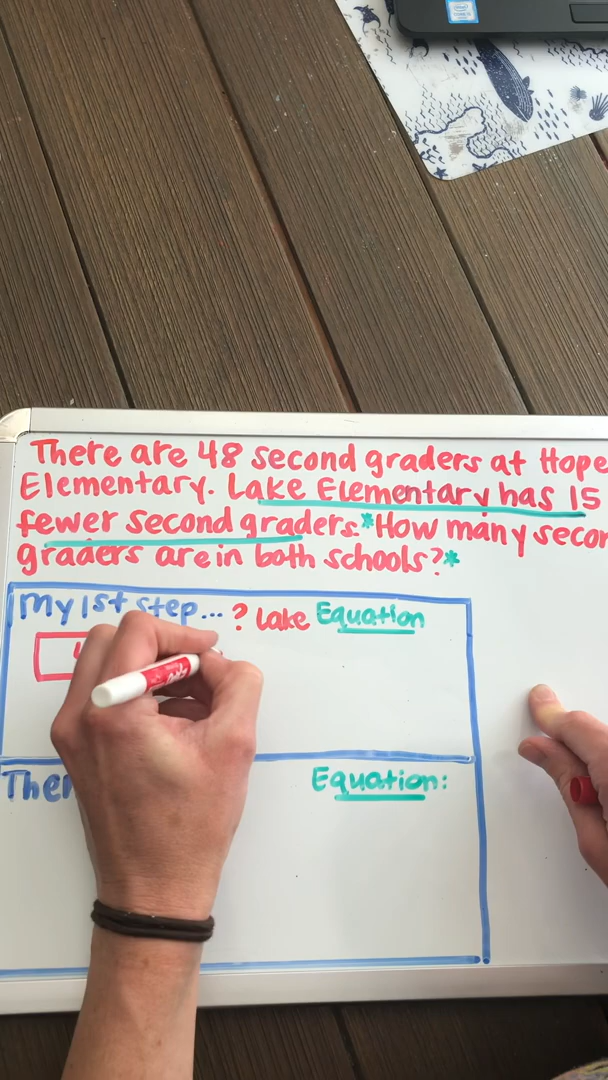 There are 48 second graders at Hope
Elementary. Lake Elementary has 15
fewer second graders.*How many
graders are in both schools?*
My 1st step... ? Lake Equation
Equation: